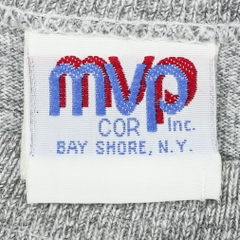 mvp
COR Inc.
BAY SHORE, N.Y.